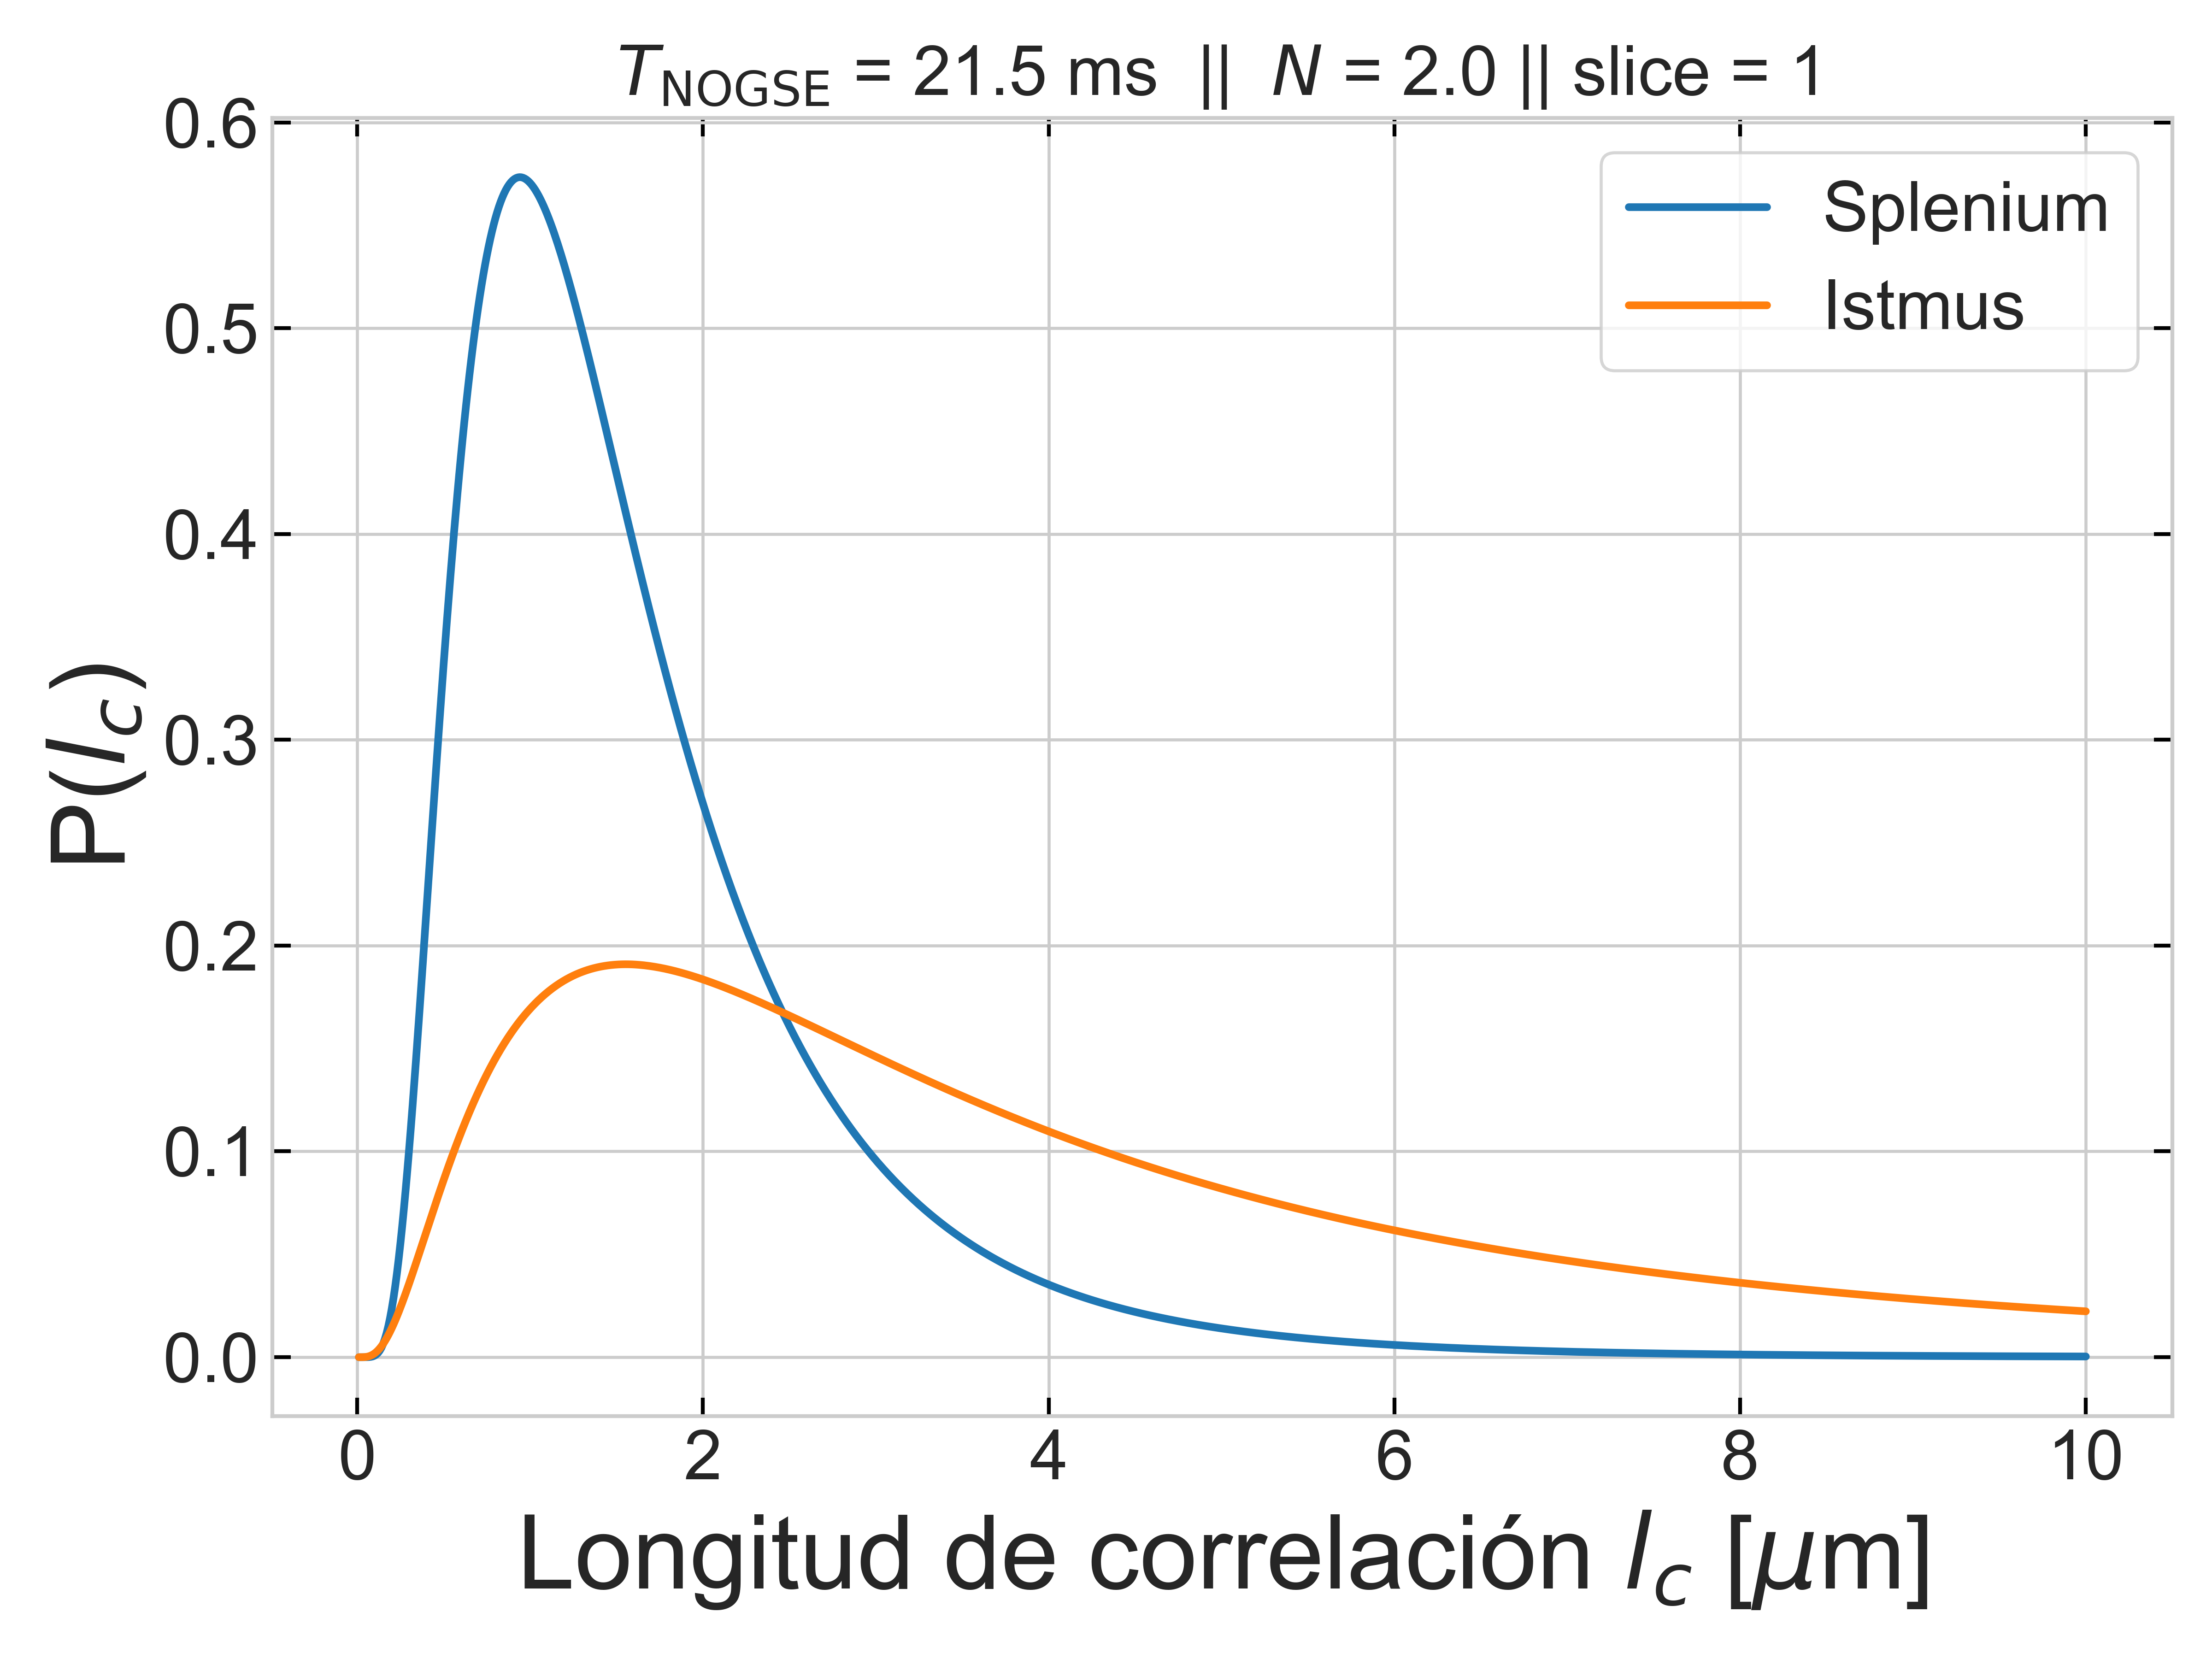 T_NOGSE = 21.5 ms || N = 2.0 || slice = 1
0.6
0.5
0.4
0.3
0.2
0.1
0.0
P(l_c)
Splenium
Istmus
0 2 4 6 8 10
Longitud de correlación l_c [μm]